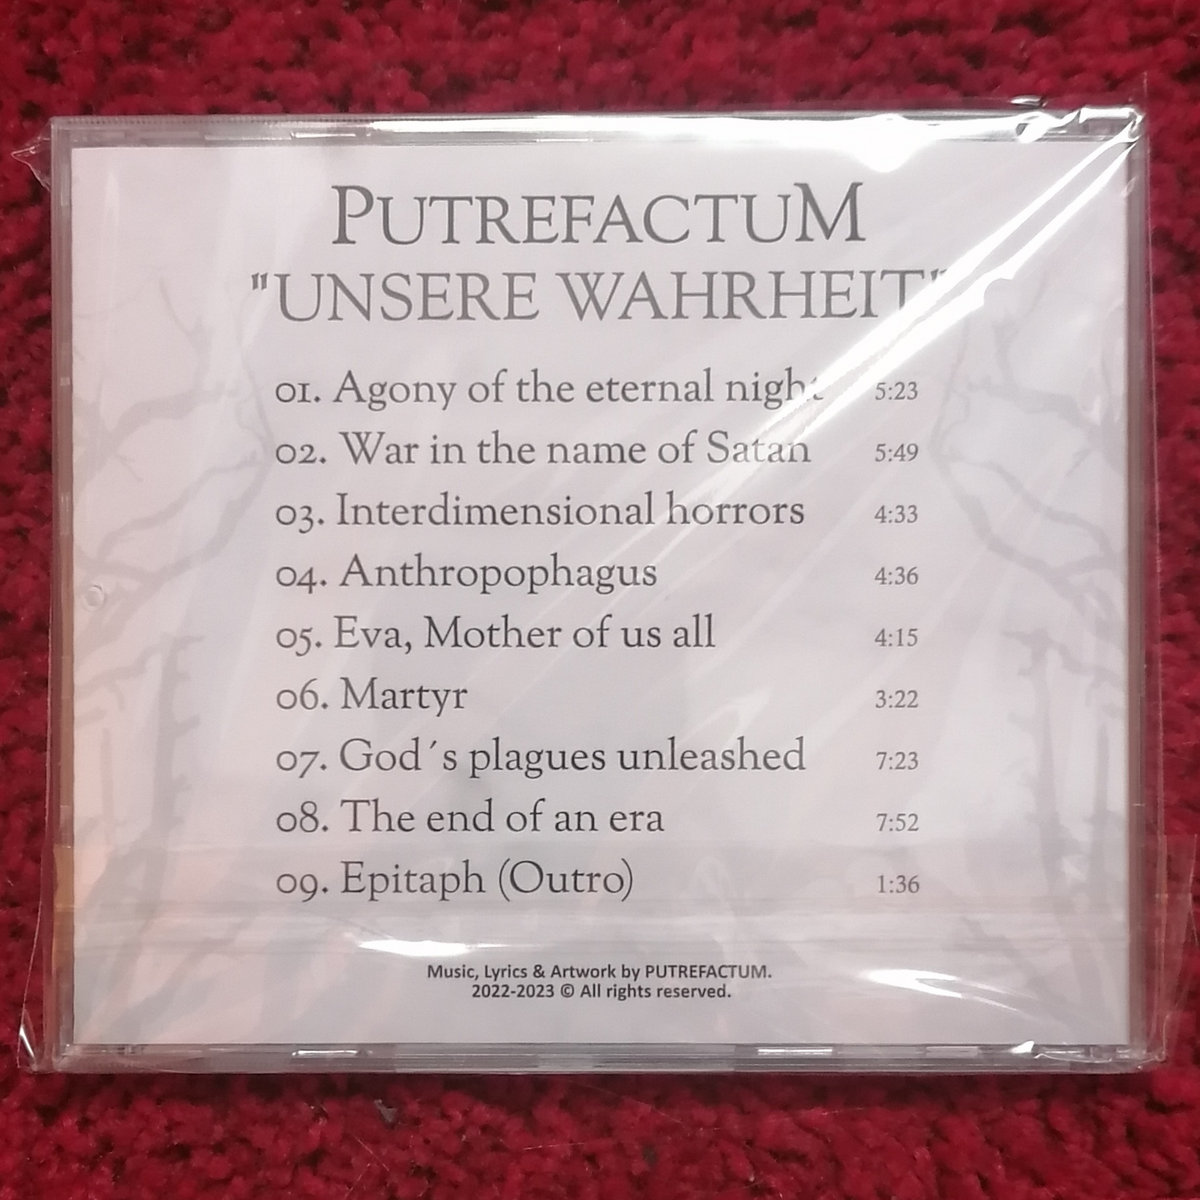 PUTREFACTUM
"UNSERE WAHRHEIT"
01. Agony of the eternal night 5:23
02. War in the name of Satan 5:49
03. Interdimensional horrors 4:33
04. Anthropophagus 4:36
05. Eva, Mother of us all 4:15
06. Martyr 3:22
07. God´s plagues unleashed 7:23
08. The end of an era 7:52
09. Epitaph (Outro) 1:36
Music, Lyrics & Artwork by PUTREFACTUM.
2022-2023 © All rights reserved.